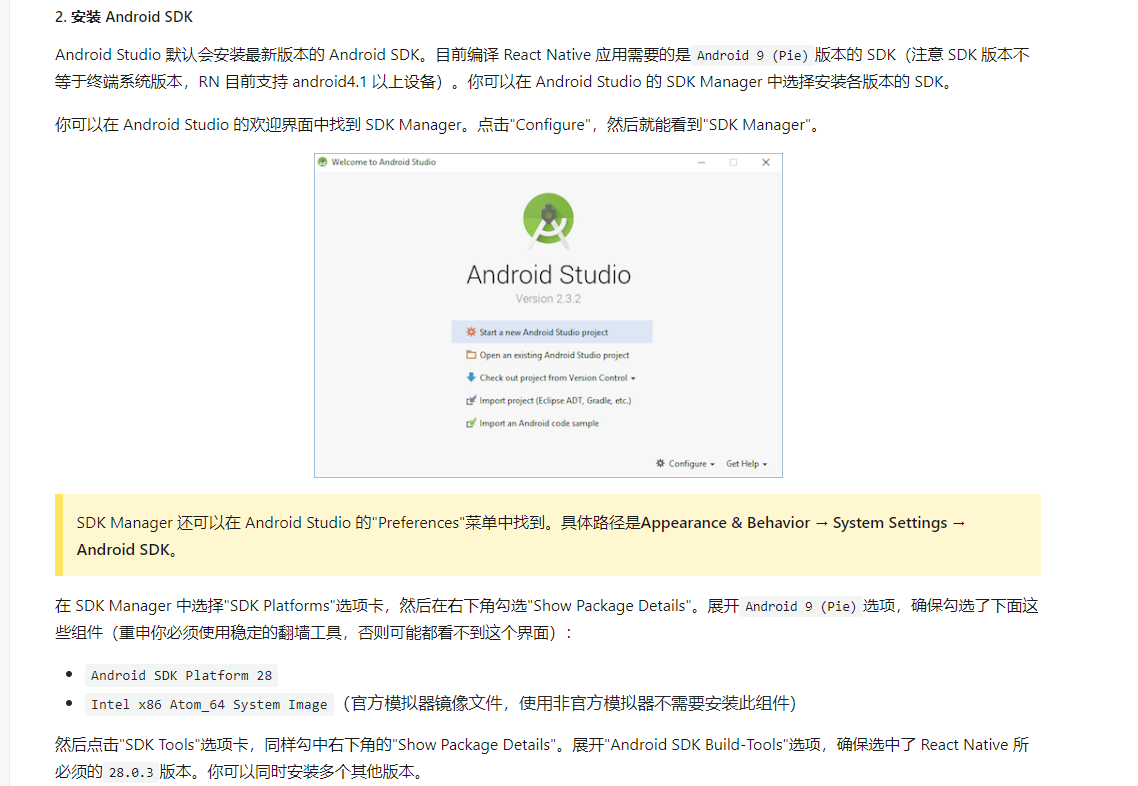 2. 安装 Android SDK
Android Studio 默认会安装最新版本的 Android SDK。目前编译 React Native 应用需要的是 Android 9 (Pie) 版本的 SDK（注意 SDK 版本不
等于终端系统版本，RN 目前支持 android4.1 以上设备）。你可以在 Android Studio 的 SDK Manager 中选择安装各版本的 SDK。
你可以在 Android Studio 的欢迎界面中找到 SDK Manager。点击"Configure"，然后就能看到"SDK Manager"。
Welcome to Android Studio
Android Studio
Version 2.3.2
Start a new Android Studio project
Open an existing Android Studio project
Check out project from Version Control
Import project (Eclipse ADT, Gradle, etc.)
Import an Android code sample
Configure Get Help
SDK Manager 还可以在 Android Studio 的"Preferences"菜单中找到。具体路径是Appearance & Behavior → System Settings →
Android SDK。
在 SDK Manager 中选择"SDK Platforms"选项卡，然后在右下角勾选"Show Package Details"。展开 Android 9 (Pie) 选项，确保勾选了下面这
些组件（重申你必须使用稳定的翻墙工具，否则可能都看不到这个界面）：
• Android SDK Platform 28
• Intel x86 Atom_64 System Image（官方模拟器镜像文件，使用非官方模拟器不需要安装此组件）
然后点击"SDK Tools"选项卡，同样勾中右下角的"Show Package Details"。展开"Android SDK Build-Tools"选项，确保选中了 React Native 所
必须的 28.0.3 版本。你可以同时安装多个其他版本。